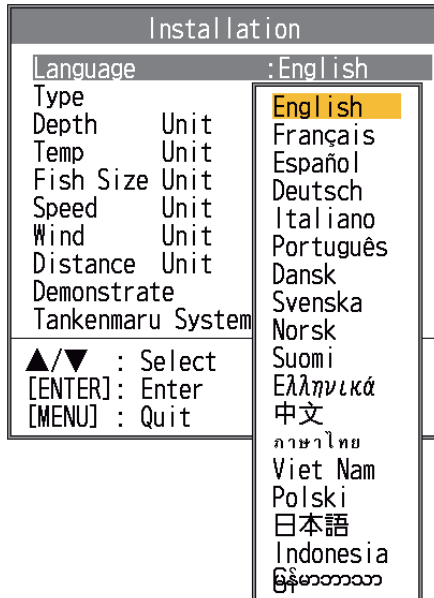 Installation
Language :English
Type
Depth Unit
Temp Unit
Fish Size Unit
Speed Unit
Wind Unit
Distance Unit
Demonstrate
Tankenmaru System
▲/▼ : Select
[ENTER]: Enter
[MENU] : Quit
English
Français
Español
Deutsch
Italiano
Português
Dansk
Svenska
Norsk
Suomi
Ελληνικά
中文
ภาษาไทย
Viet Nam
Polski
日本語
Indonesia
မြန်မာဘာသာ